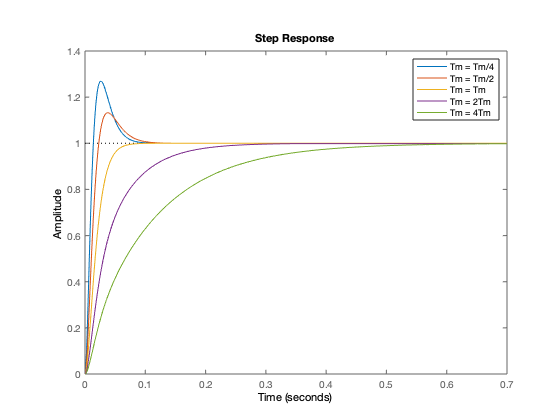 Step Response
1.4
1.2
1
0.8
0.6
0.4
0.2
0
Amplitude
Tm = Tm/4
Tm = Tm/2
Tm = Tm
Tm = 2Tm
Tm = 4Tm
0 0.1 0.2 0.3 0.4 0.5 0.6 0.7
Time (seconds)